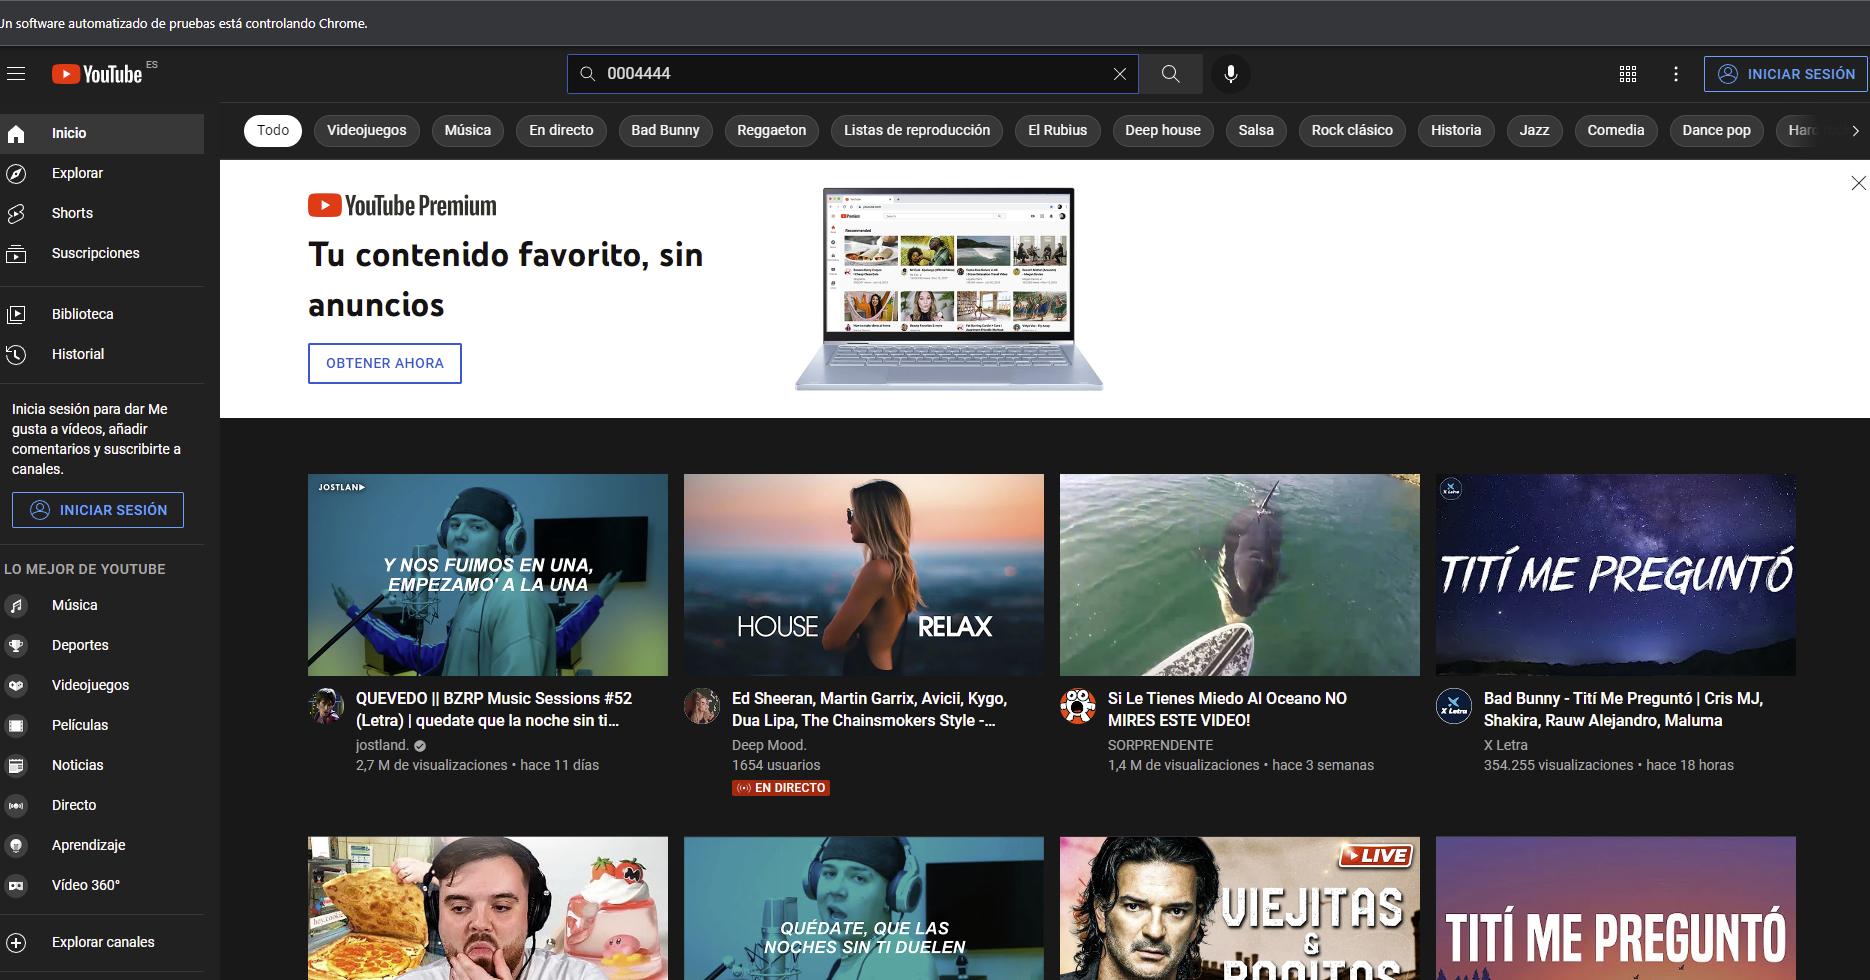 Un software automatizado de pruebas está controlando Chrome.
YouTube ES
0004444
INICIAR SESIÓN
Inicio
Explorar
Shorts
Suscripciones
Biblioteca
Historial
Inicia sesión para dar Me
gusta a vídeos, añadir
comentarios y suscribirte a
canales.
INICIAR SESIÓN
LO MEJOR DE YOUTUBE
Música
Deportes
Videojuegos
Películas
Noticias
Directo
Aprendizaje
Vídeo 360°
Explorar canales
Todo Videojuegos Música En directo Bad Bunny Reggaeton Listas de reproducción El Rubius Deep house Salsa Rock clásico Historia Jazz Comedia Dance pop
YouTube Premium
Tu contenido favorito, sin
anuncios
OBTENER AHORA
JOSTLAND
Y NOS FUIMOS EN UNA,
EMPEZAMO' A LA UNA
QUEVEDO || BZRP Music Sessions #52
(Letra) | quedate que la noche sin ti...
jostland.
2,7 M de visualizaciones • hace 11 días
HOUSE RELAX
Ed Sheeran, Martin Garrix, Avicii, Kygo,
Dua Lipa, The Chainsmokers Style -...
Deep Mood.
1654 usuarios
EN DIRECTO
Si Le Tienes Miedo Al Oceano NO
MIRES ESTE VIDEO!
SORPRENDENTE
1,4 M de visualizaciones • hace 3 semanas
X Letra
TITÍ ME PREGUNTÓ
X Letra
Bad Bunny - Tití Me Preguntó | Cris MJ,
Shakira, Rauw Alejandro, Maluma
X Letra
354.255 visualizaciones • hace 18 horas
QUÉDATE, QUE LAS
NOCHES SIN TI DUELEN
LIVE
VIEJITAS
&
BONITAS
TITÍ ME PREGUNTÓ